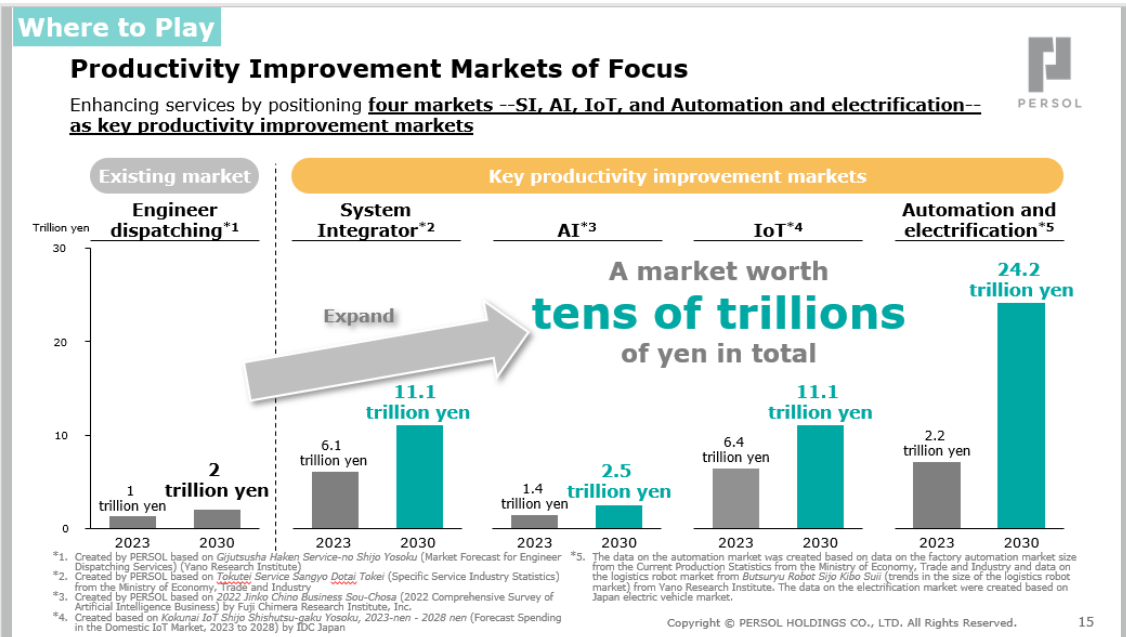 Where to Play
Productivity Improvement Markets of Focus
PERSOL
Enhancing services by positioning four markets --SI, AI, IoT, and Automation and electrification--
as key productivity improvement markets
Existing market
Key productivity improvement markets
Trillion yen
Engineer
dispatching*1
System
Integrator*2
AI*3
IoT*4
Automation and
electrification*5
30
20
10
0
Expand
A market worth
tens of trillions
of yen in total
1
trillion yen
2
trillion yen
6.1
trillion yen
11.1
trillion yen
1.4
trillion yen
2.5
trillion yen
6.4
trillion yen
11.1
trillion yen
2.2
trillion yen
24.2
trillion yen
2023 2030
2023 2030
2023 2030
2023 2030
2023 2030
*1. Created by PERSOL based on Gijutsusha Haken Service-no Shijo Yosoku (Market Forecast for Engineer
Dispatching Services) (Yano Research Institute)
*2. Created by PERSOL based on Tokutei Service Sangyo Dotai Tokei (Specific Service Industry Statistics)
from the Ministry of Economy, Trade and Industry
*3. Created by PERSOL based on 2022 Jinko Chino Business Sou-Chosa (2022 Comprehensive Survey of
Artificial Intelligence Business) by Fuji Chimera Research Institute, Inc.
*4. Created based on Kokunai IoT Shijo Shishutsu-gaku Yosoku, 2023-nen - 2028 nen (Forecast Spending
in the Domestic IoT Market, 2023 to 2028) by IDC Japan
*5. The data on the automation market was created based on data on the factory automation market size
from the Current Production Statistics from the Ministry of Economy, Trade and Industry and data on
the logistics robot market from Butsuryu Robot Sijo Kibo Suii (trends in the size of the logistics robot
market) from Yano Research Institute. The data on the electrification market were created based on
Japan electric vehicle market.
Copyright © PERSOL HOLDINGS CO., LTD. All Rights Reserved.
15